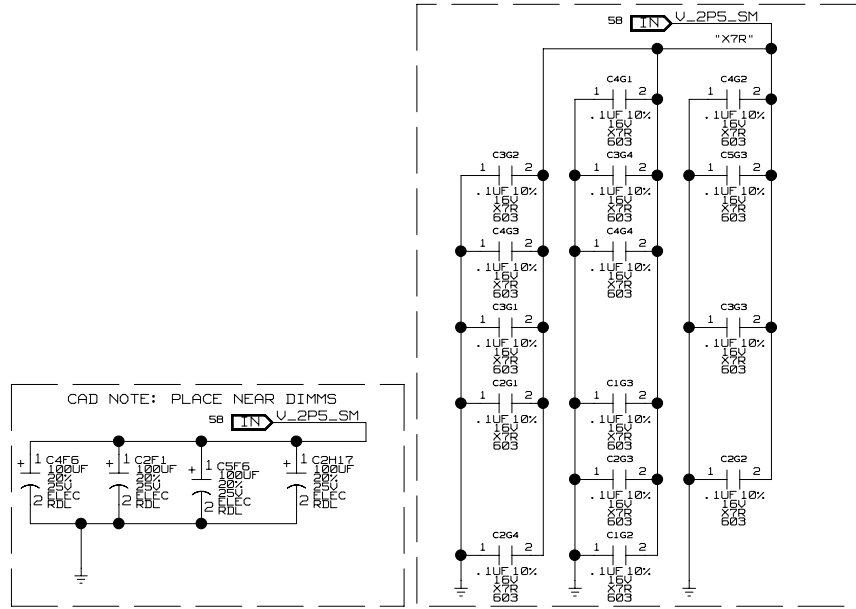 58 IN V_2P5_SM
"X7R"
C4G1
1 2
.1UF 10%
16V
X7R
603
C4G2
1 2
.1UF 10%
16V
X7R
603
C3G2
1 2
.1UF 10%
16V
X7R
603
C3G4
1 2
.1UF 10%
16V
X7R
603
C5G3
1 2
.1UF 10%
16V
X7R
603
C4G3
1 2
.1UF 10%
16V
X7R
603
C4G4
1 2
.1UF 10%
16V
X7R
603
C3G1
1 2
.1UF 10%
16V
X7R
603
C3G3
1 2
.1UF 10%
16V
X7R
603
C2G1
1 2
.1UF 10%
16V
X7R
603
C1G3
1 2
.1UF 10%
16V
X7R
603
C2G3
1 2
.1UF 10%
16V
X7R
603
C2G2
1 2
.1UF 10%
16V
X7R
603
C2G4
1 2
.1UF 10%
16V
X7R
603
C1G2
1 2
.1UF 10%
16V
X7R
603
CAD NOTE: PLACE NEAR DIMMS
58 IN V_2P5_SM
+ 1 C4F6
100UF
20%
25V
ELEC
2 RDL
+ 1 C2F1
100UF
20%
25V
ELEC
2 RDL
+ 1 C5F6
100UF
20%
25V
ELEC
2 RDL
+ 1 C2H17
100UF
20%
25V
ELEC
2 RDL